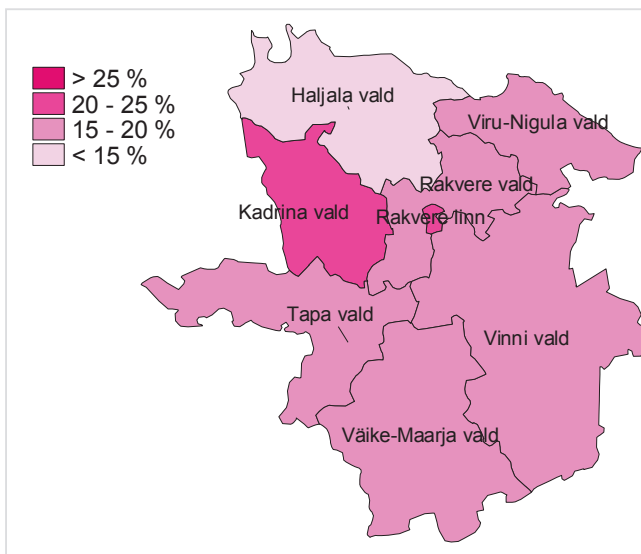 > 25 %
20 - 25 %
15 - 20 %
< 15 %
Haljala vald
Viru-Nigula vald
Rakvere vald
Kadrina vald
Rakvere linn
Tapa vald
Vinni vald
Väike-Maarja vald